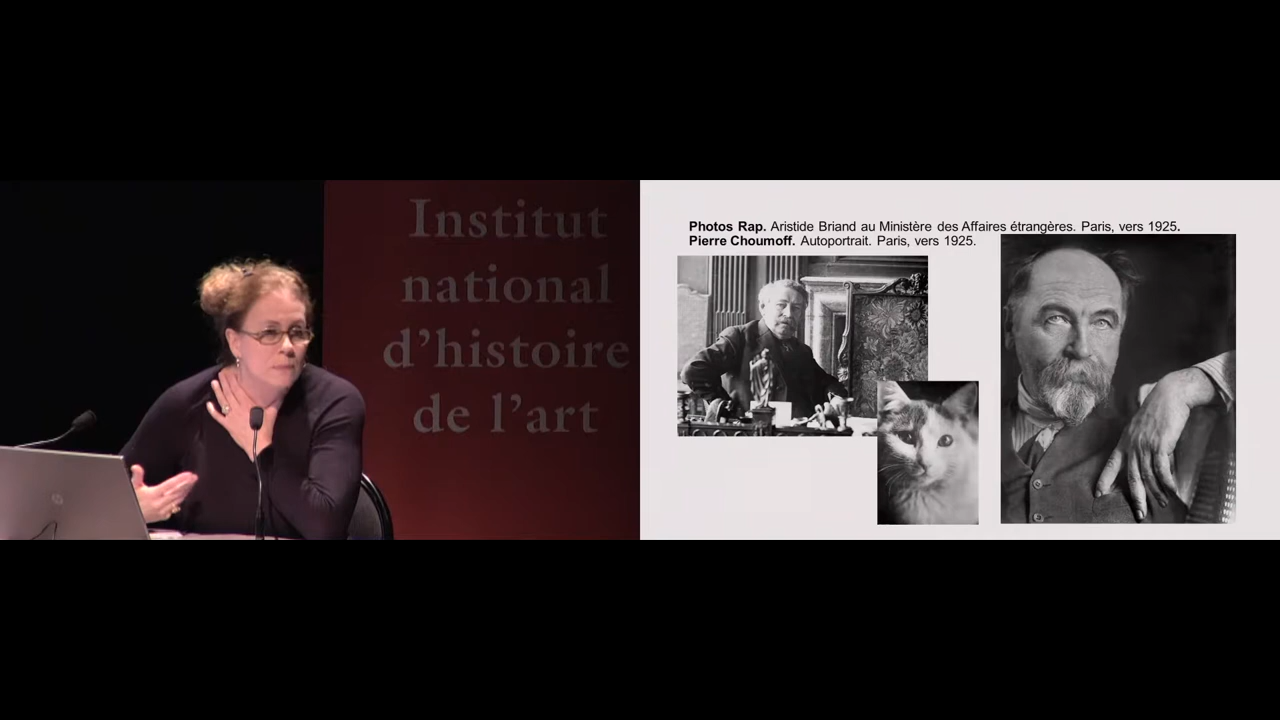 Institut
national
d'histoire
de l'art
Photos Rap. Aristide Briand au Ministère des Affaires étrangères. Paris, vers 1925.
Pierre Choumoff. Autoportrait. Paris, vers 1925.